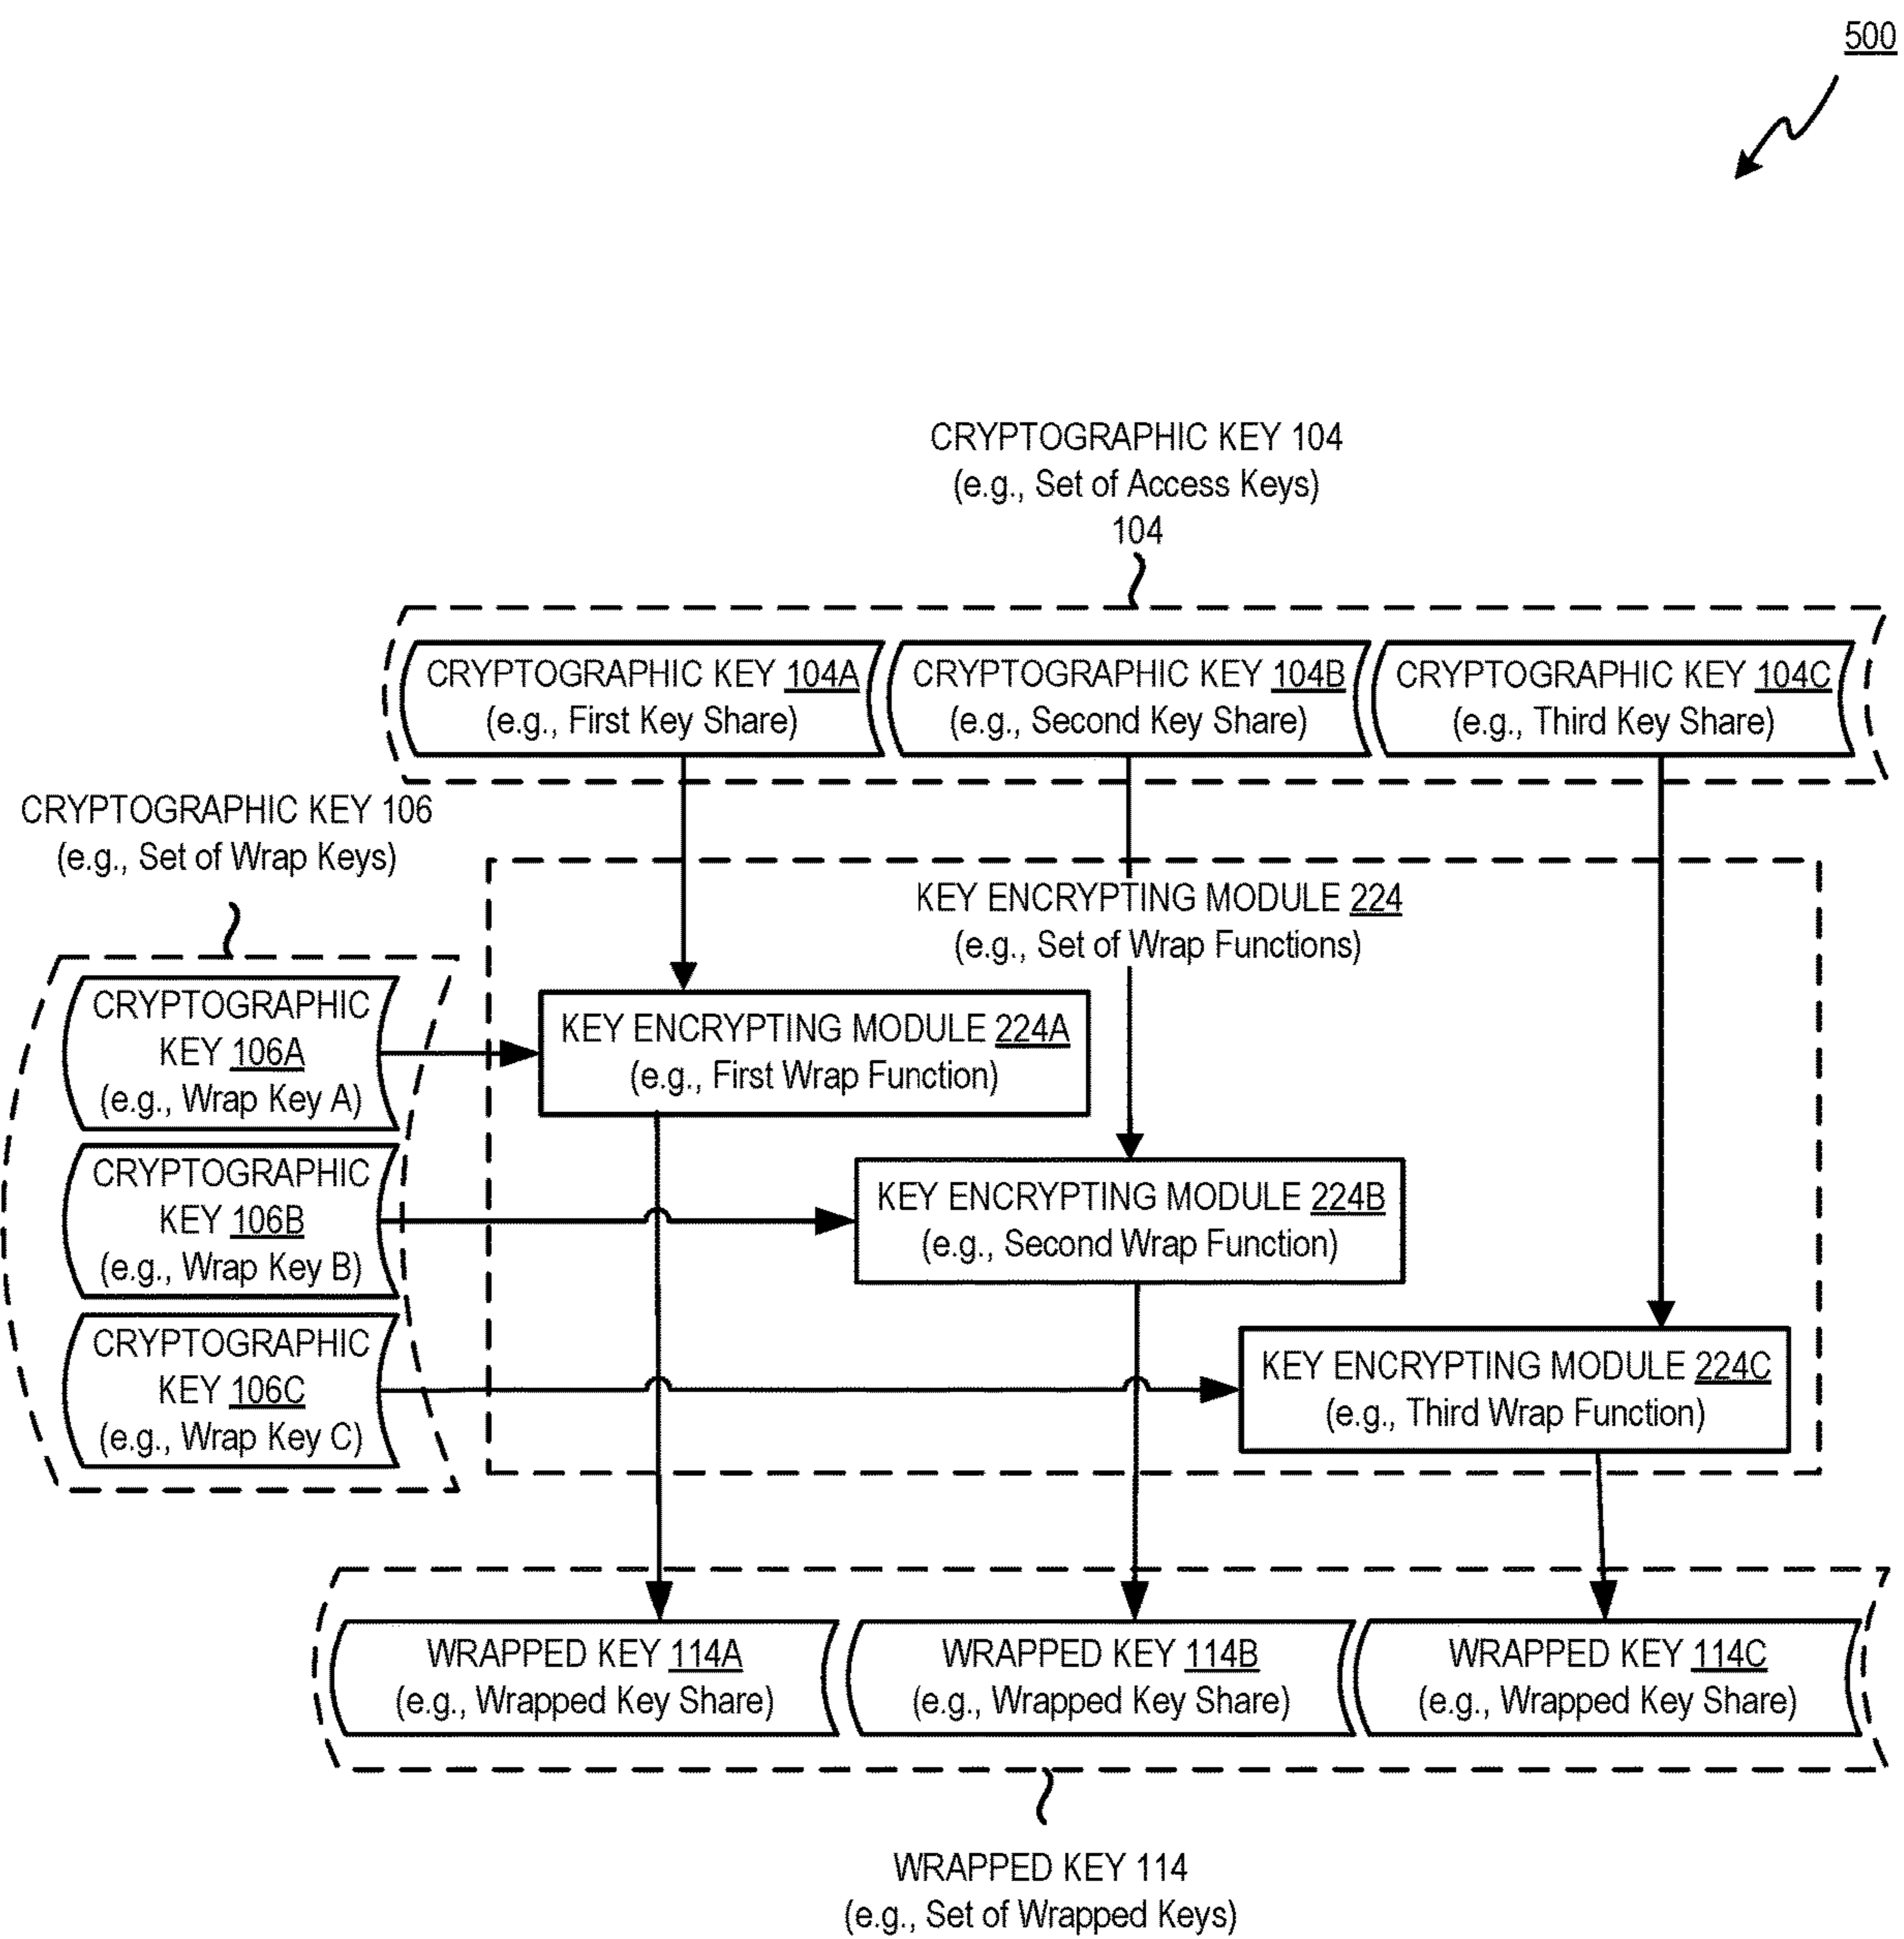 500
CRYPTOGRAPHIC KEY 104
(e.g., Set of Access Keys)
104
CRYPTOGRAPHIC KEY 104A
(e.g., First Key Share)
CRYPTOGRAPHIC KEY 104B
(e.g., Second Key Share)
CRYPTOGRAPHIC KEY 104C
(e.g., Third Key Share)
CRYPTOGRAPHIC KEY 106
(e.g., Set of Wrap Keys)
KEY ENCRYPTING MODULE 224
(e.g., Set of Wrap Functions)
CRYPTOGRAPHIC
KEY 106A
(e.g., Wrap Key A)
KEY ENCRYPTING MODULE 224A
(e.g., First Wrap Function)
CRYPTOGRAPHIC
KEY 106B
(e.g., Wrap Key B)
KEY ENCRYPTING MODULE 224B
(e.g., Second Wrap Function)
CRYPTOGRAPHIC
KEY 106C
(e.g., Wrap Key C)
KEY ENCRYPTING MODULE 224C
(e.g., Third Wrap Function)
WRAPPED KEY 114A
(e.g., Wrapped Key Share)
WRAPPED KEY 114B
(e.g., Wrapped Key Share)
WRAPPED KEY 114C
(e.g., Wrapped Key Share)
WRAPPED KEY 114
(e.g., Set of Wrapped Keys)